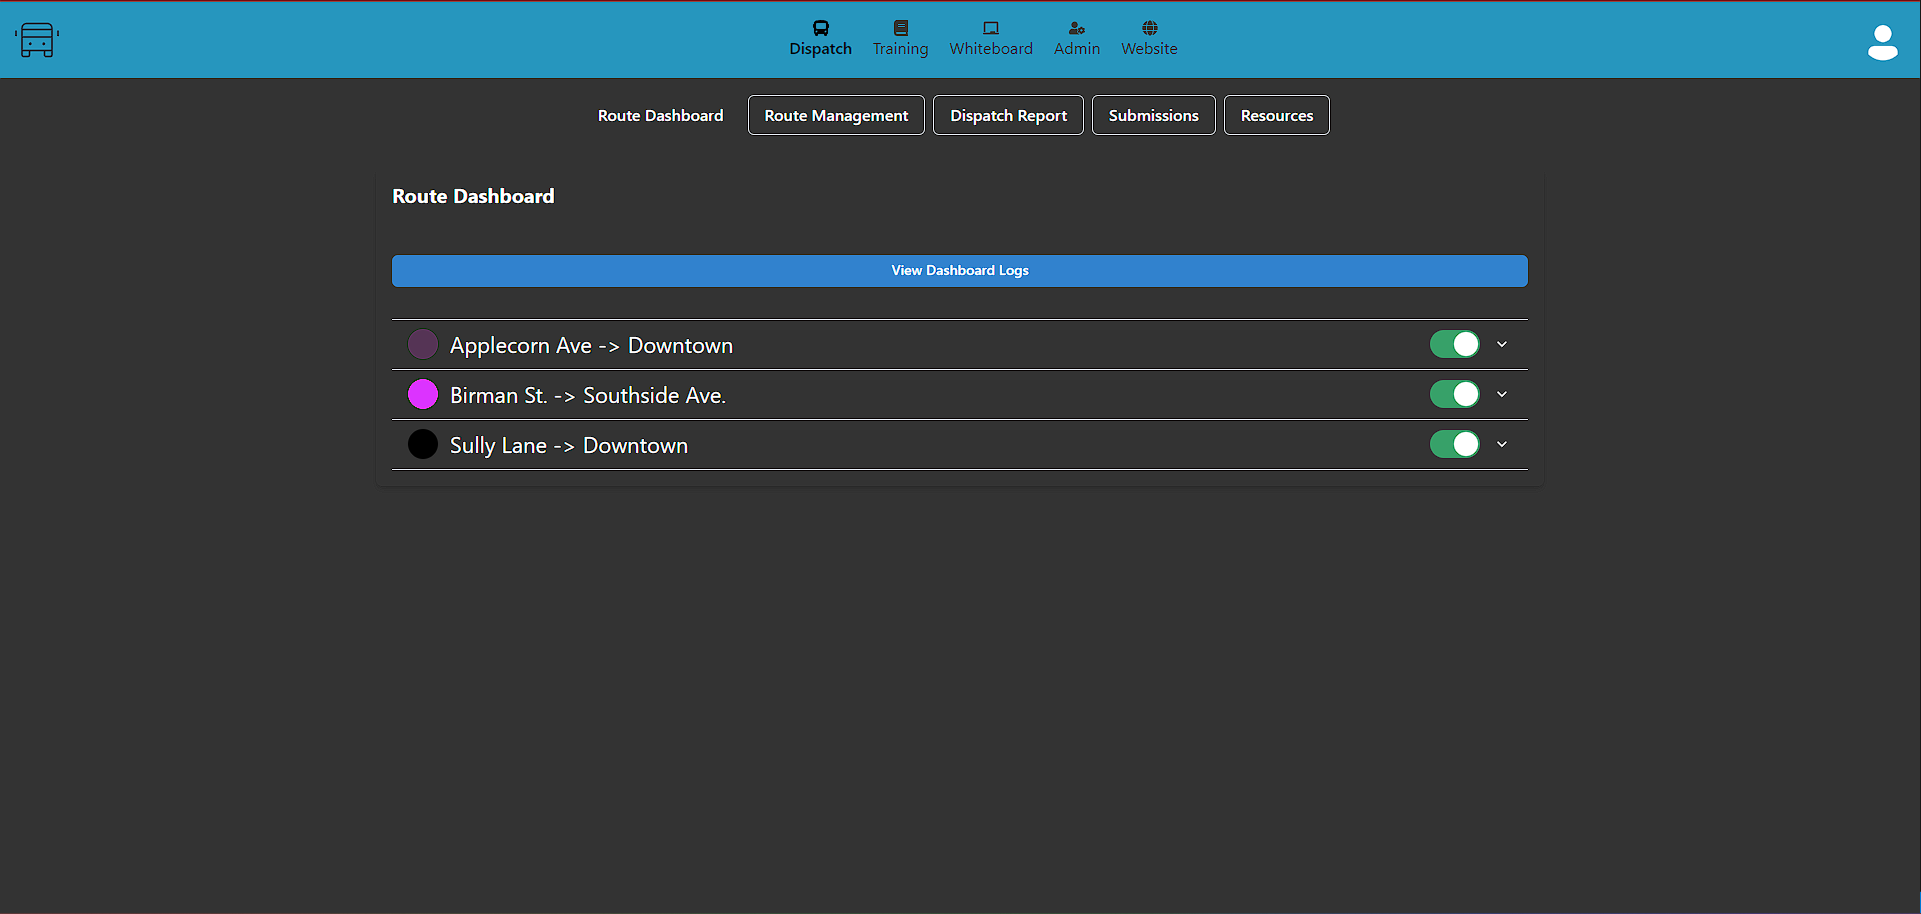 Dispatch Training Whiteboard Admin Website
Route Dashboard Route Management Dispatch Report Submissions Resources
Route Dashboard
View Dashboard Logs
Applecorn Ave -> Downtown
Birman St. -> Southside Ave.
Sully Lane -> Downtown